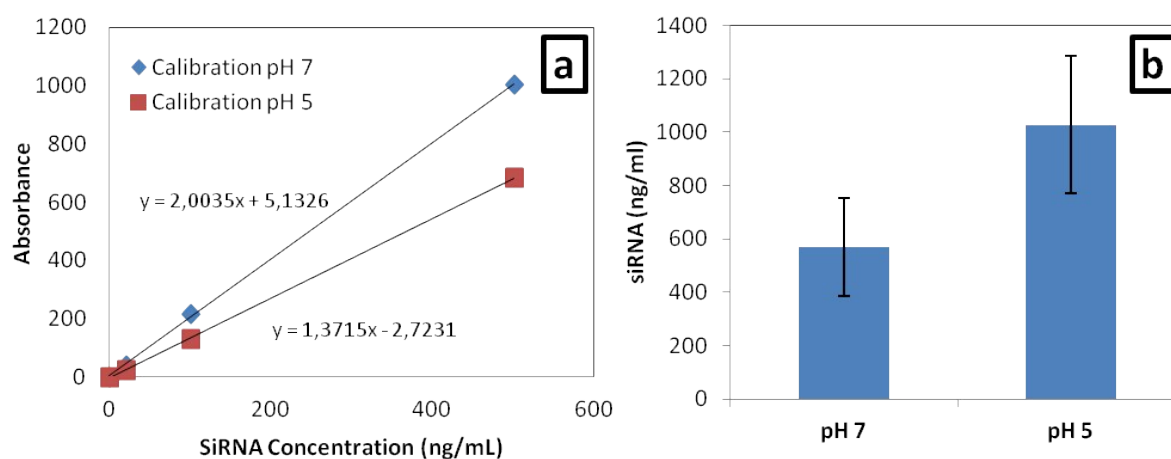 1200
1000
800
600
400
200
0
0
200
400
600
Absorbance
SiRNA Concentration (ng/mL)
Calibration pH 7
Calibration pH 5
y = 2,0035x + 5,1326
y = 1,3715x - 2,7231
a
1400
1200
1000
800
600
400
200
0
siRNA (ng/ml)
pH 7
pH 5
b